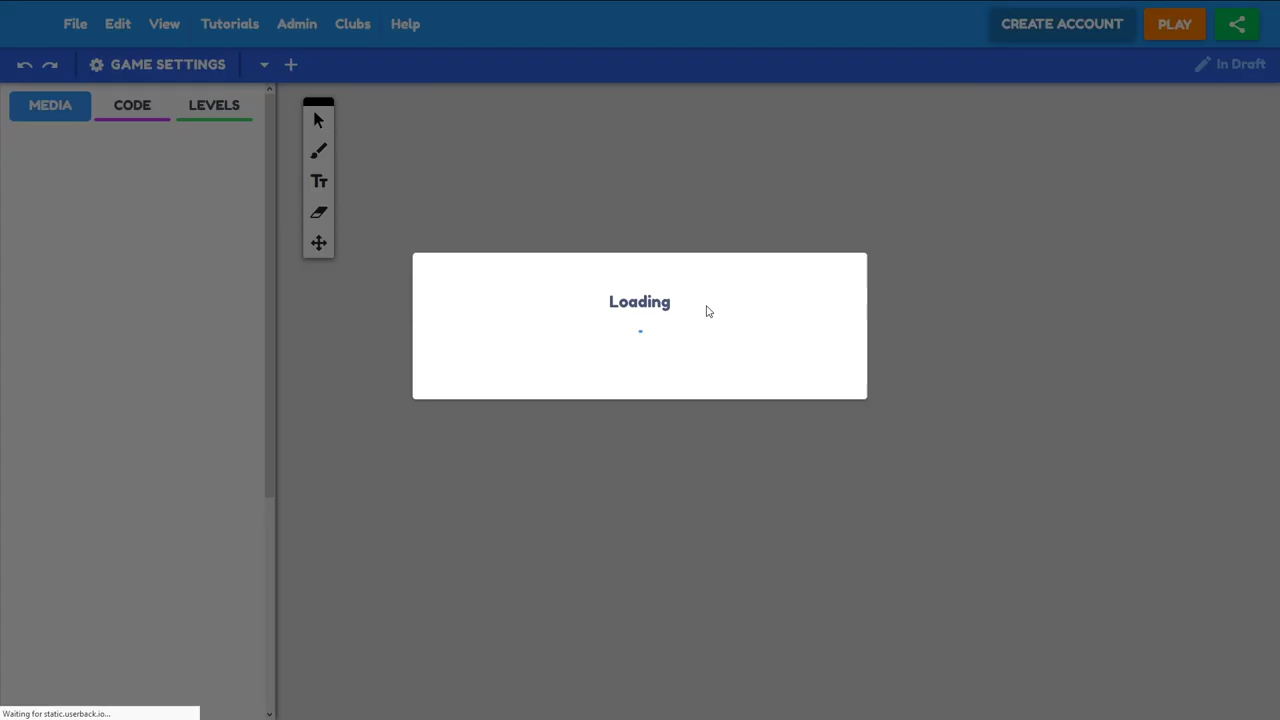 File Edit View Tutorials Admin Clubs Help CREATE ACCOUNT PLAY
GAME SETTINGS In Draft
MEDIA CODE LEVELS
Tт
Loading
Waiting for static.userback.io...